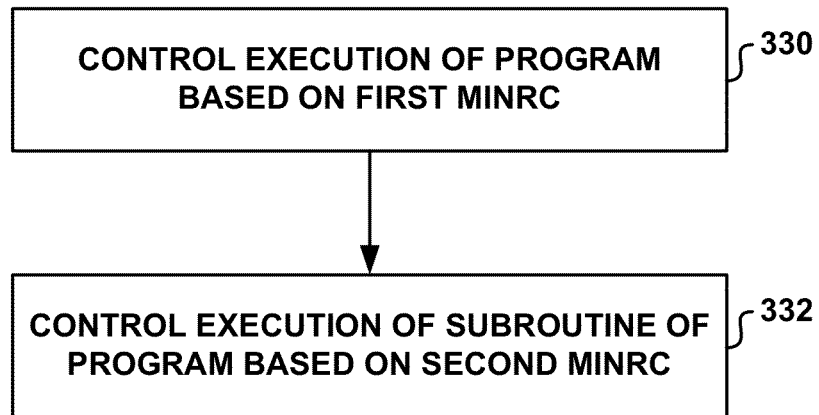 CONTROL EXECUTION OF PROGRAM
BASED ON FIRST MINRC
330
CONTROL EXECUTION OF SUBROUTINE OF
PROGRAM BASED ON SECOND MINRC
332